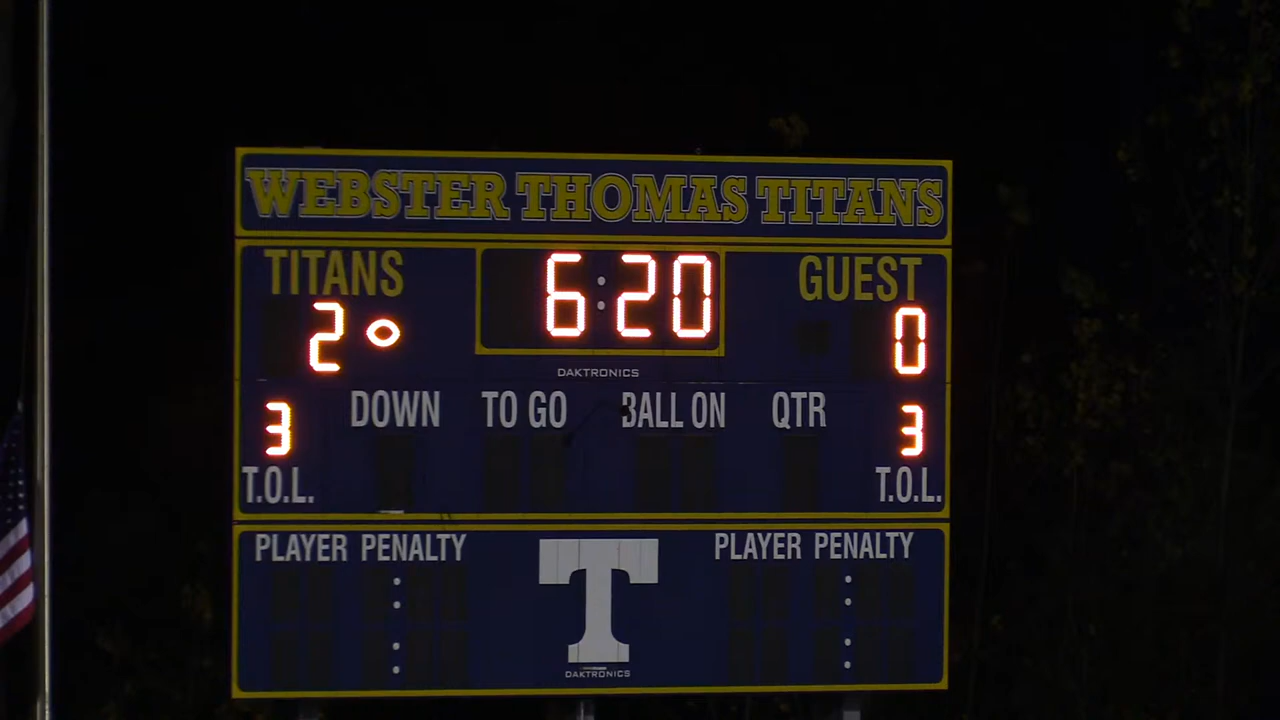 WEBSTER THOMAS TITANS
TITANS 6:20 GUEST
2 0
DAKTRONICS
3 DOWN TO GO BALL ON QTR 3
T.O.L. T.O.L.
PLAYER PENALTY PLAYER PENALTY
: :
: :
T
DAKTRONICS